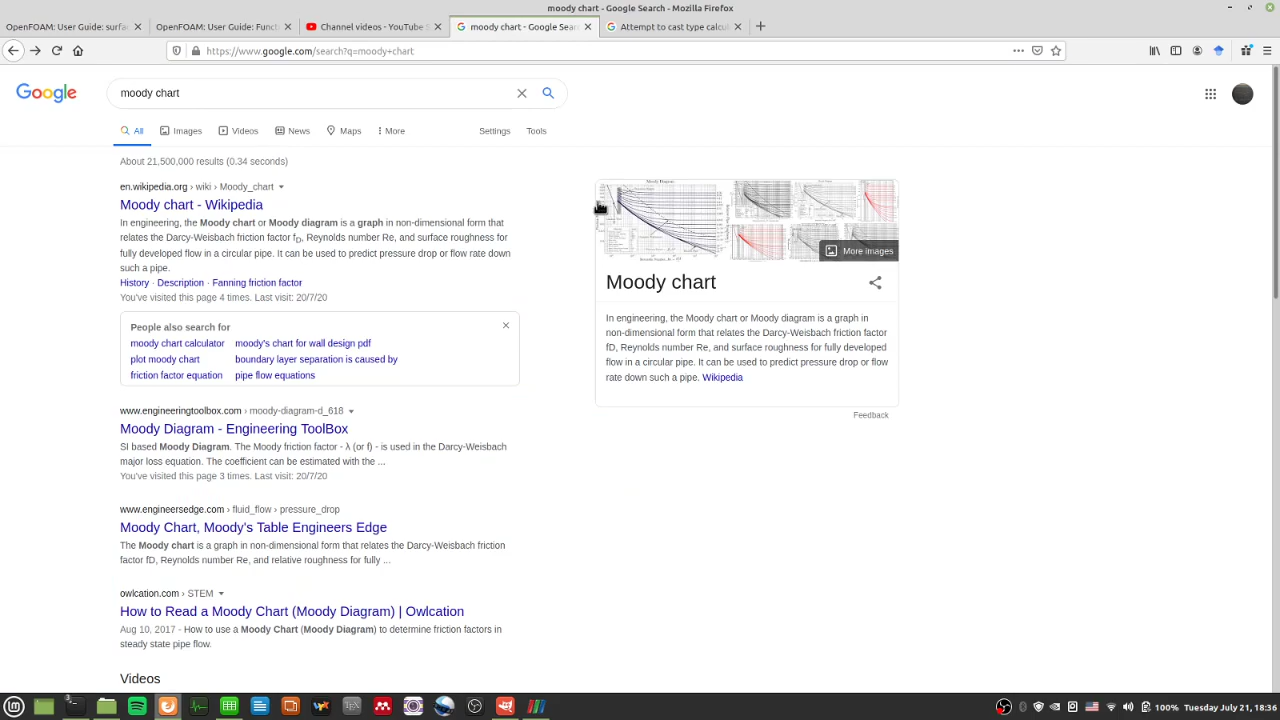 moody chart - Google Search - Mozilla Firefox
OpenFOAM: User Guide: surfa
OpenFOAM: User Guide: Functi
Channel videos - YouTube S
moody chart - Google Sear
Attempt to cast type calcul
https://www.google.com/search?q=moody+chart
Google
moody chart
All
Images
Videos
News
Maps
More
Settings
Tools
About 21,500,000 results (0.34 seconds)
en.wikipedia.org › wiki › Moody_chart
Moody chart - Wikipedia
In engineering, the Moody chart or Moody diagram is a graph in non-dimensional form that
relates the Darcy-Weisbach friction factor fD, Reynolds number Re, and surface roughness for
fully developed flow in a circular pipe. It can be used to predict pressure drop or flow rate down
such a pipe.
History · Description · Fanning friction factor
You've visited this page 4 times. Last visit: 20/7/20
People also search for
moody chart calculator
moody's chart for wall design pdf
plot moody chart
boundary layer separation is caused by
friction factor equation
pipe flow equations
www.engineeringtoolbox.com › moody-diagram-d_618
Moody Diagram - Engineering ToolBox
SI based Moody Diagram. The Moody friction factor - λ (or f) - is used in the Darcy-Weisbach
major loss equation. The coefficient can be estimated with the ...
You've visited this page 3 times. Last visit: 20/7/20
www.engineersedge.com › fluid_flow › pressure_drop
Moody Chart, Moody's Table Engineers Edge
The Moody chart is a graph in non-dimensional form that relates the Darcy-Weisbach friction
factor fD, Reynolds number Re, and relative roughness for fully ...
owlcation.com › STEM
How to Read a Moody Chart (Moody Diagram) | Owlcation
Aug 10, 2017 - How to use a Moody Chart (Moody Diagram) to determine friction factors in
steady state pipe flow.
Videos
Moody Diagram
More images
Moody chart
In engineering, the Moody chart or Moody diagram is a graph in
non-dimensional form that relates the Darcy-Weisbach friction factor
fD, Reynolds number Re, and surface roughness for fully developed
flow in a circular pipe. It can be used to predict pressure drop or flow
rate down such a pipe. Wikipedia
Feedback
3
100%
Tuesday July 21, 18:36